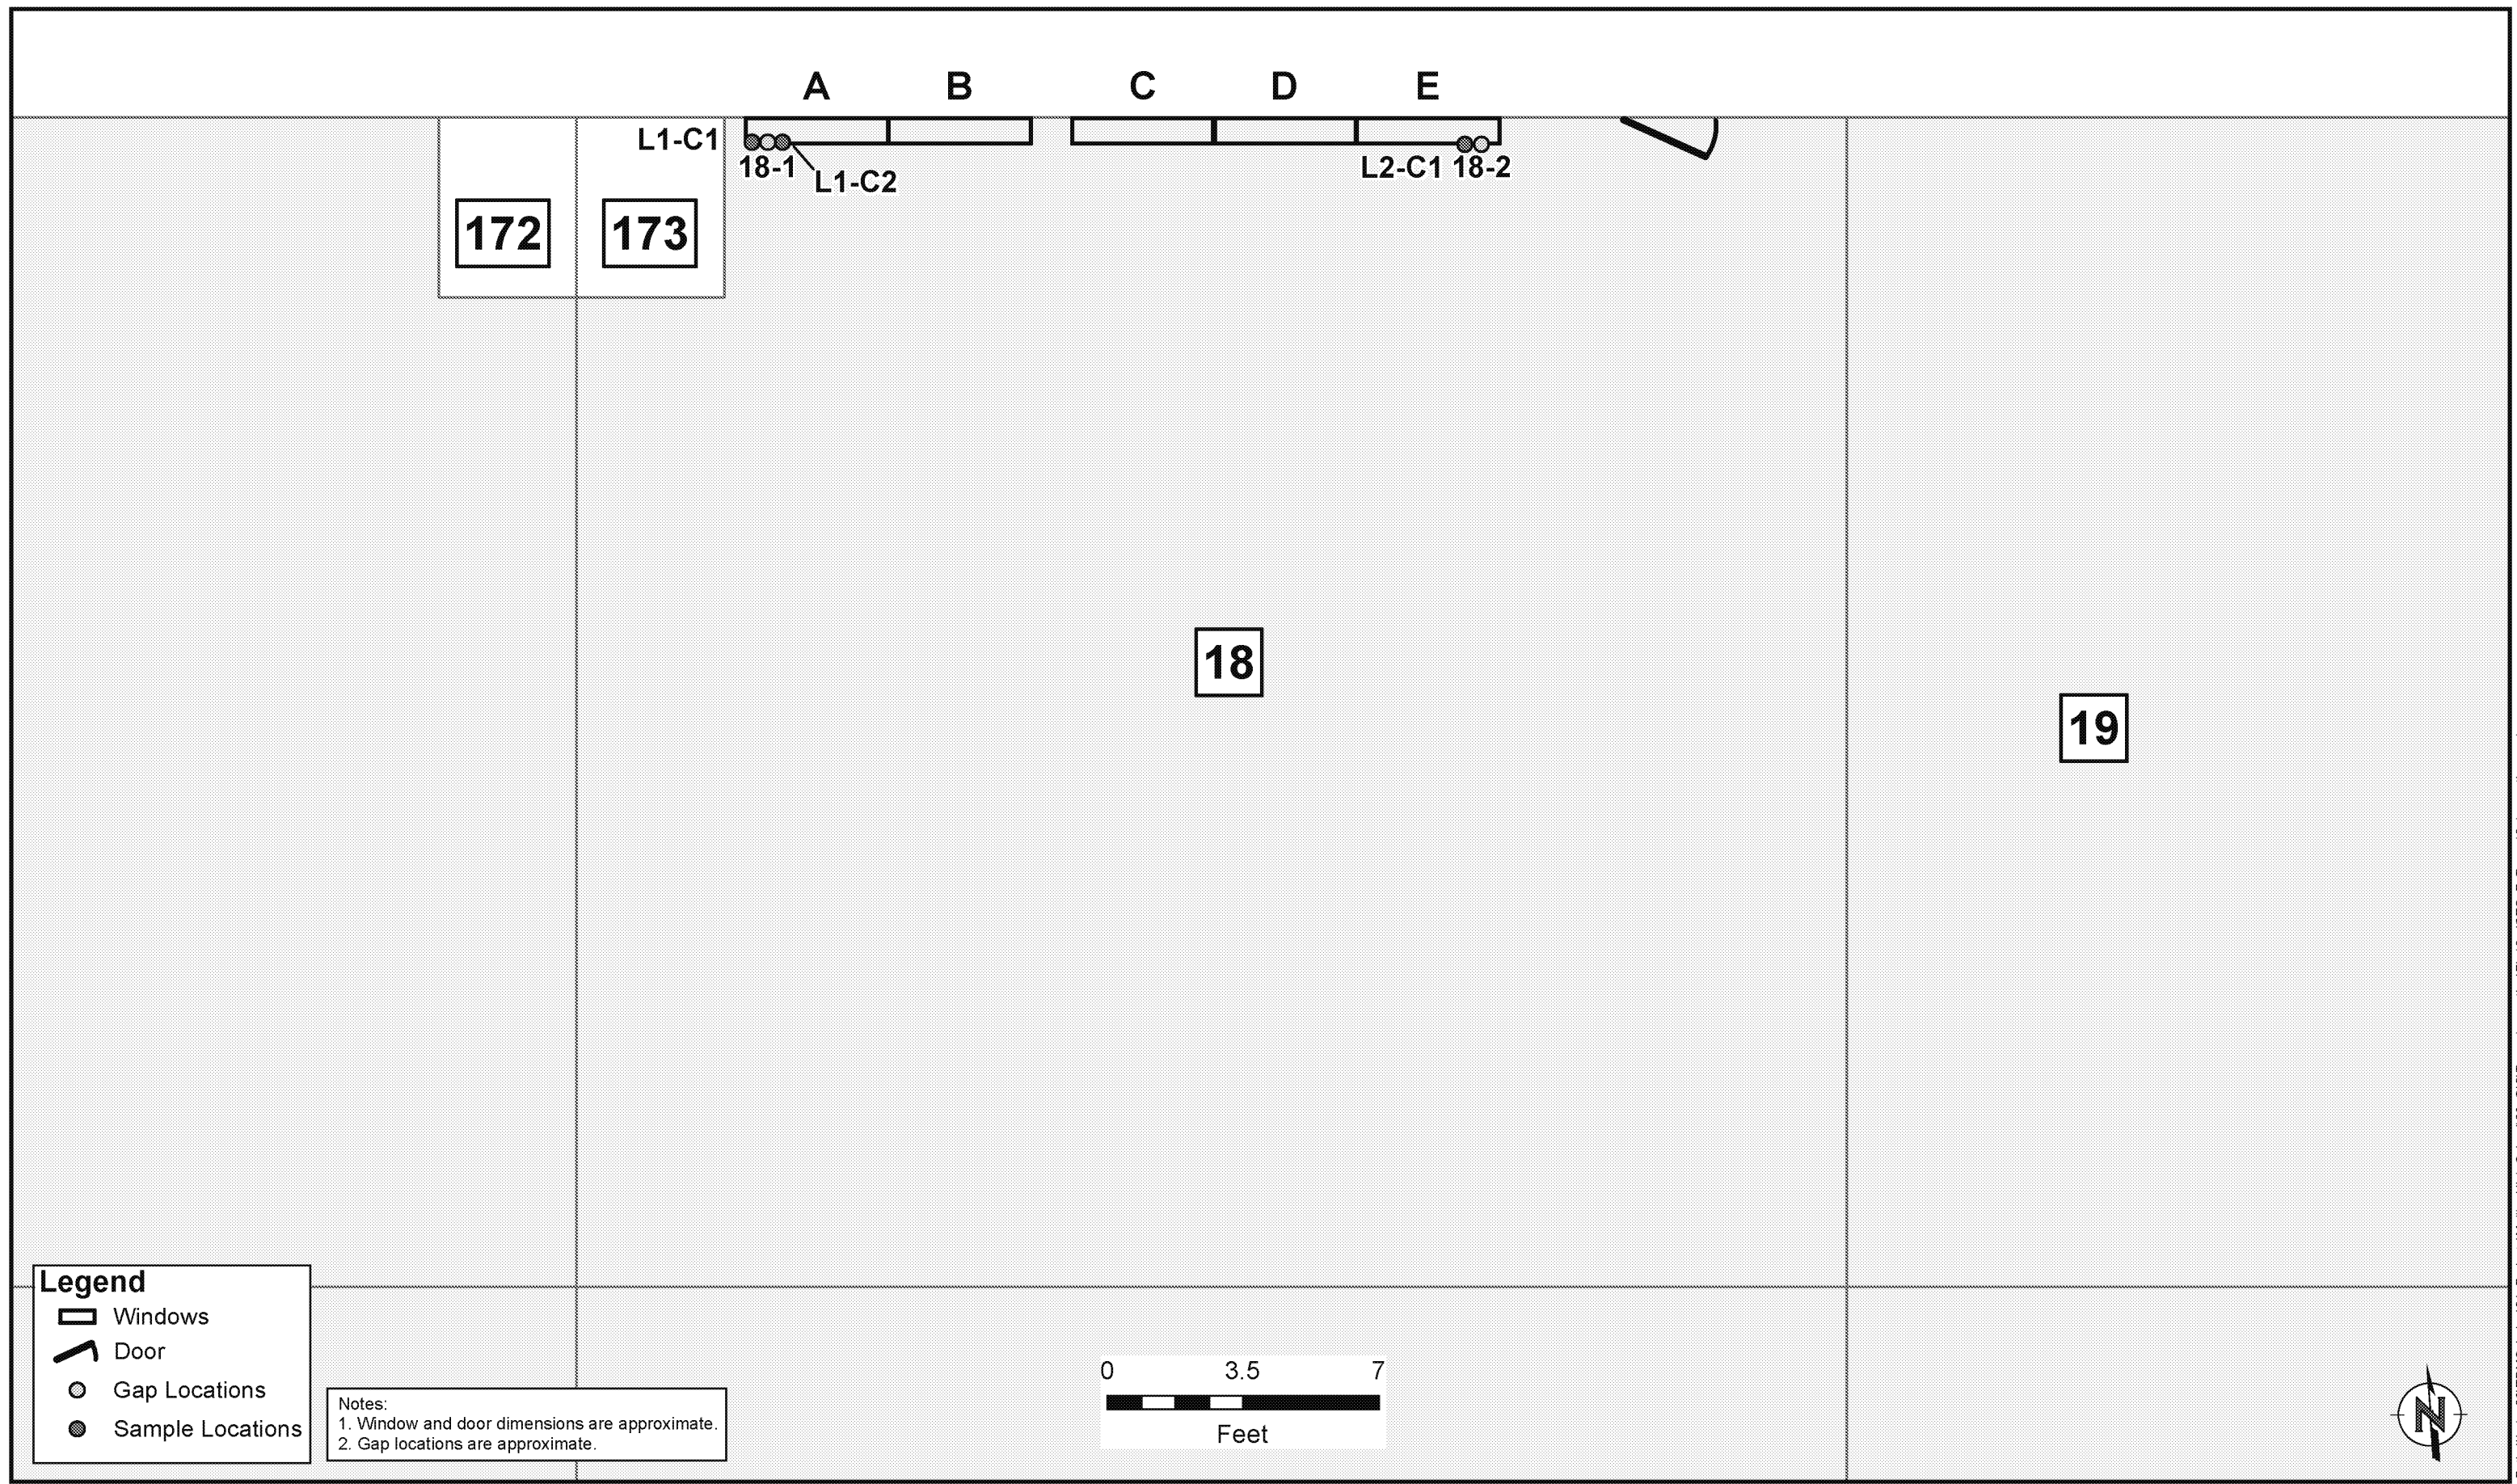 A B C D E
L1-C1
18-1 L1-C2 L2-C1 18-2
172 173
18
19
Legend
Windows
Door
Gap Locations
Sample Locations
Notes:
1. Window and door dimensions are approximate.
2. Gap locations are approximate.
0 3.5 7
Feet
N